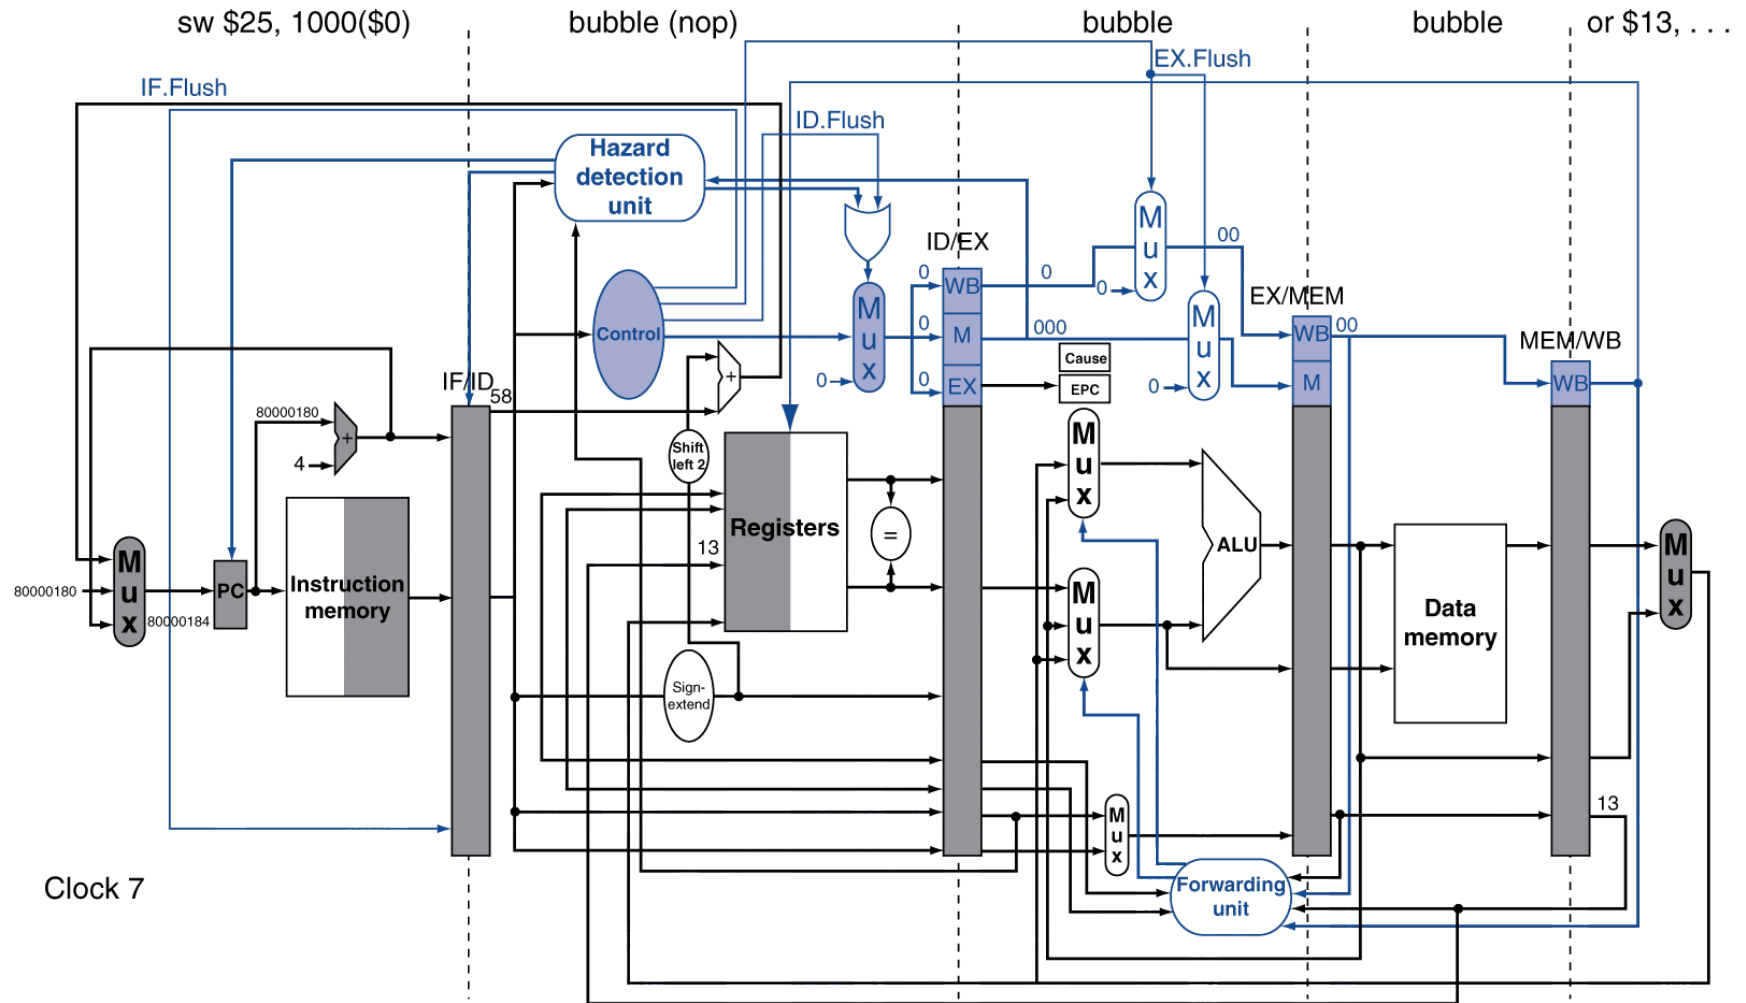 sw $25, 1000($0)
bubble (nop)
bubble
bubble
or $13, . . .
IF.Flush
EX.Flush
ID.Flush
Hazard
detection
unit
M
u
x
00
ID/EX
0
WB
0
0
EX/MEM
Control
M
u
x
0
M
000
M
u
x
WB
00
MEM/WB
Cause
0
0
EX
EPC
0
M
WB
+
IF/ID
58
80000180
+
4
Shift
left 2
M
u
x
Registers
=
ALU
13
M
u
x
80000180
80000184
PC
Instruction
memory
M
u
x
Data
memory
M
u
x
Sign-
extend
M
u
x
13
Clock 7
Forwarding
unit